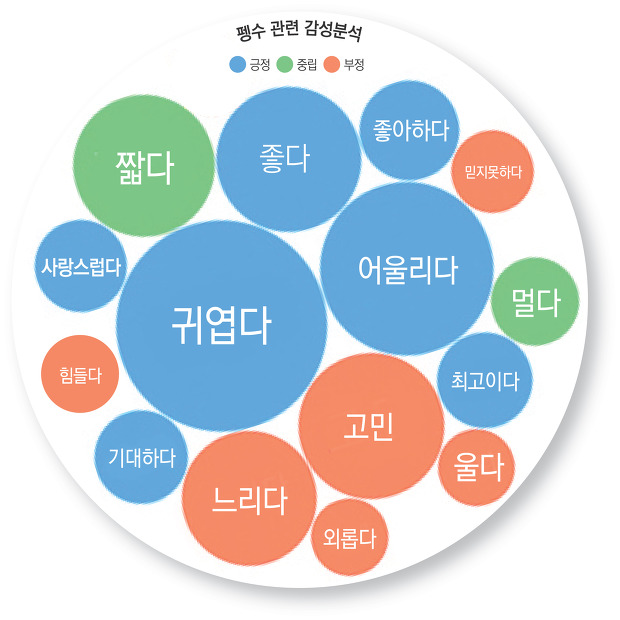 펭수 관련 감성분석
긍정 중립 부정
좋아하다
짧다
좋다
믿지못하다
사랑스럽다
어울리다
멀다
귀엽다
힘들다
최고이다
고민
기대하다
울다
느리다
외롭다